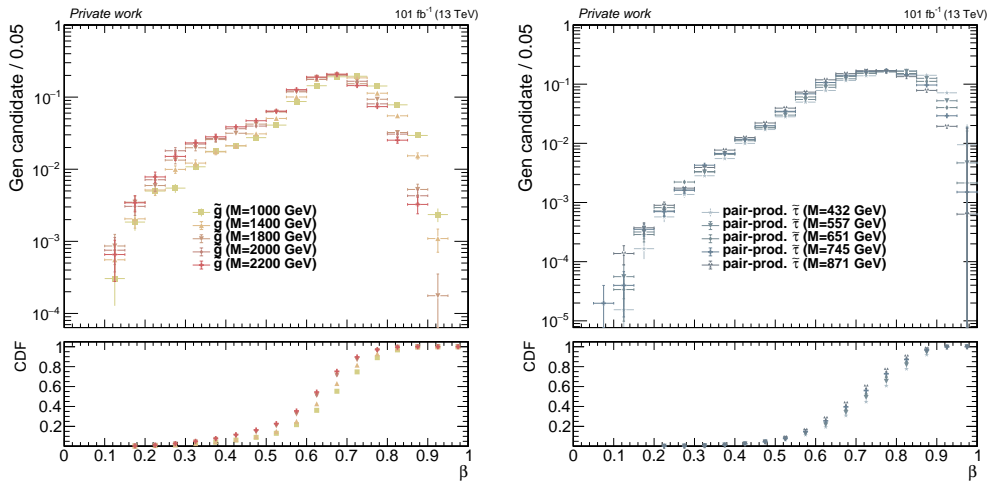 Private work
101 fb⁻¹ (13 TeV)
Gen candidate / 0.05
1
10⁻¹
10⁻²
10⁻³
10⁻⁴
g̃ (M=1000 GeV)
g̃ (M=1400 GeV)
g̃ (M=1800 GeV)
g̃ (M=2000 GeV)
g̃ (M=2200 GeV)
CDF
1
0.8
0.6
0.4
0.2
0 0.1 0.2 0.3 0.4 0.5 0.6 0.7 0.8 0.9 1
β
Private work
101 fb⁻¹ (13 TeV)
Gen candidate / 0.05
1
10⁻¹
10⁻²
10⁻³
10⁻⁴
10⁻⁵
pair-prod. τ̃ (M=432 GeV)
pair-prod. τ̃ (M=557 GeV)
pair-prod. τ̃ (M=651 GeV)
pair-prod. τ̃ (M=745 GeV)
pair-prod. τ̃ (M=871 GeV)
CDF
1
0.8
0.6
0.4
0.2
0 0.1 0.2 0.3 0.4 0.5 0.6 0.7 0.8 0.9 1
β